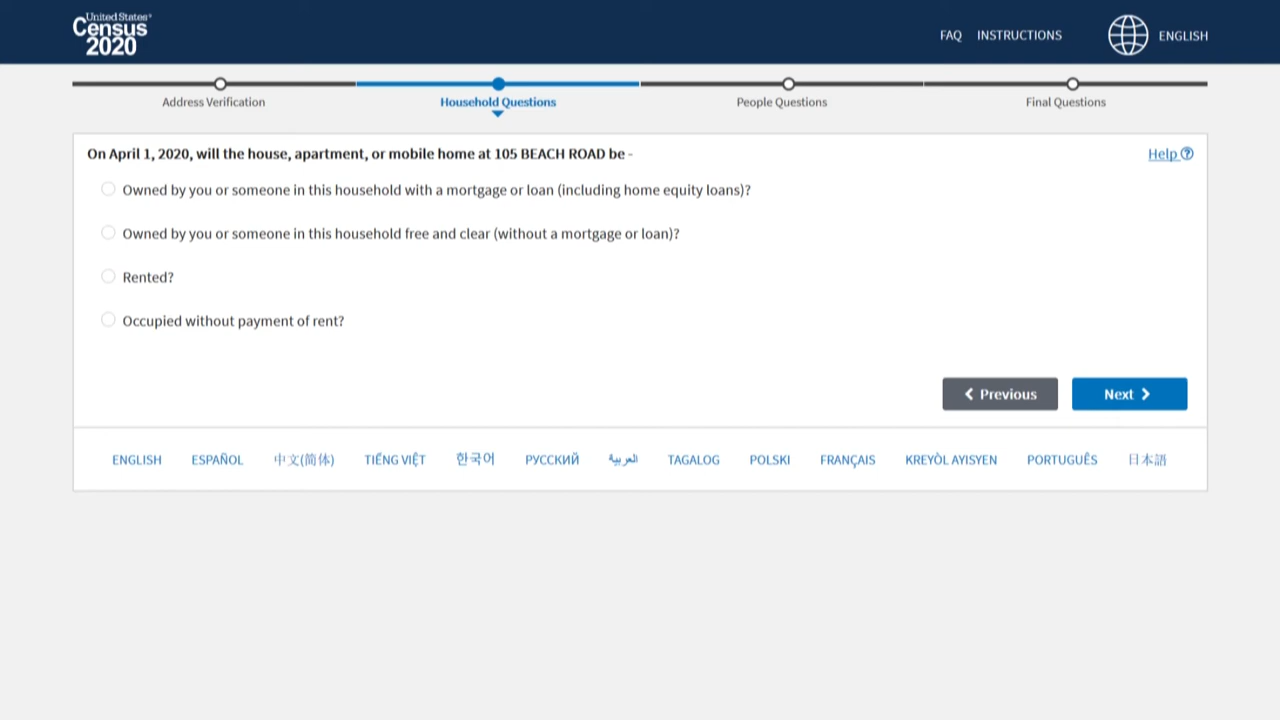 United States®
Census
2020
FAQ INSTRUCTIONS ENGLISH
Address Verification Household Questions People Questions Final Questions
On April 1, 2020, will the house, apartment, or mobile home at 105 BEACH ROAD be -
Help
Owned by you or someone in this household with a mortgage or loan (including home equity loans)?
Owned by you or someone in this household free and clear (without a mortgage or loan)?
Rented?
Occupied without payment of rent?
Previous Next
ENGLISH ESPAÑOL 中文(简体) TIẾNG VIỆT 한국어 РУССКИЙ العربية TAGALOG POLSKI FRANÇAIS KREYÒL AYISYEN PORTUGUÊS 日本語